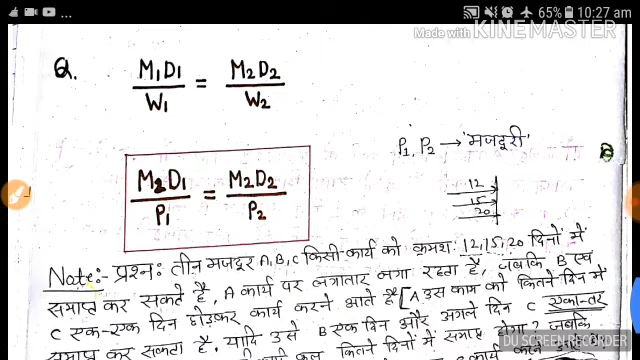 65% 10:27 am
Made with KINEMASTER
Q. M₁D₁/W₁ = M₂D₂/W₂
P₁, P₂ → 'मजदूरी'
M₂D₁/P₁ = M₂D₂/P₂
12
15
20
Note:- प्रश्न: तीन मजदूर A, B, C किसी कार्य को क्रमश: 12, 15, 20 दिनों में
समाप्त कर सकते है, A कार्य पर लगातार लगा रहता है, जबकि B एवं
C एक-एक दिन छोड़कर कार्य करने आते है [A उस काम को कितने दिन में
समाप्त कर सकता है, यदि उसे B एक दिन और अगले दिन C एकान्तर
कितने दिन में समाप्त होगा? जबकि
DU SCREEN RECORDER